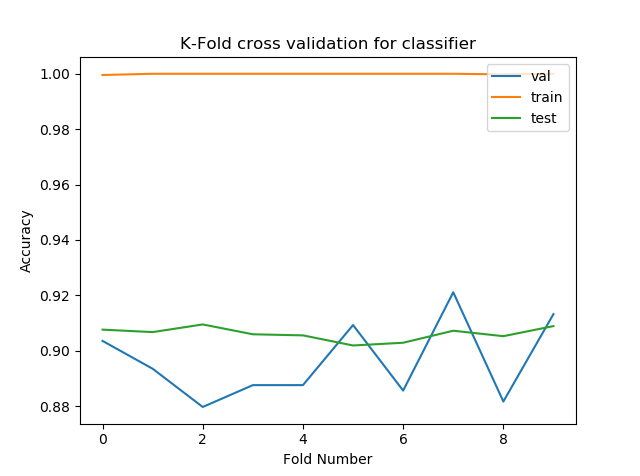 K-Fold cross validation for classifier
1.00
0.98
0.96
0.94
0.92
0.90
0.88
Accuracy
val
train
test
0
2
4
6
8
Fold Number